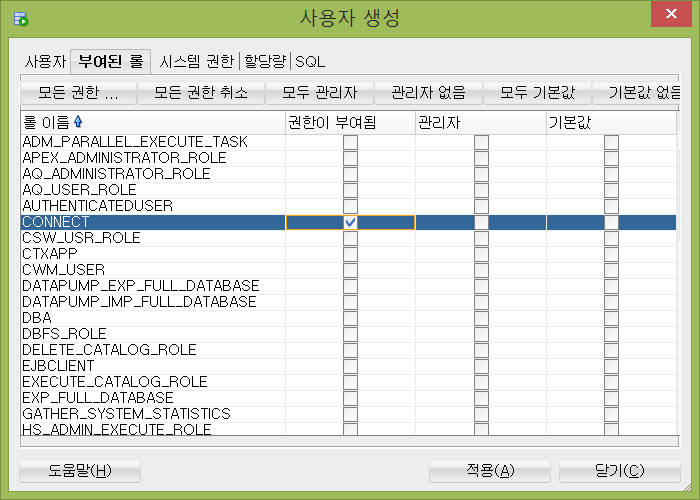 사용자 생성
사용자 부여된 롤 시스템 권한 할당량 SQL
모든 권한 ... 모든 권한 취소 모두 관리자 관리자 없음 모두 기본값 기본값 없음
롤 이름 권한이 부여됨 관리자 기본값
ADM_PARALLEL_EXECUTE_TASK
APEX_ADMINISTRATOR_ROLE
AQ_ADMINISTRATOR_ROLE
AQ_USER_ROLE
AUTHENTICATEDUSER
CONNECT
CSW_USR_ROLE
CTXAPP
CWM_USER
DATAPUMP_EXP_FULL_DATABASE
DATAPUMP_IMP_FULL_DATABASE
DBA
DBFS_ROLE
DELETE_CATALOG_ROLE
EJBCLIENT
EXECUTE_CATALOG_ROLE
EXP_FULL_DATABASE
GATHER_SYSTEM_STATISTICS
HS_ADMIN_EXECUTE_ROLE
도움말(H) 적용(A) 닫기(C)